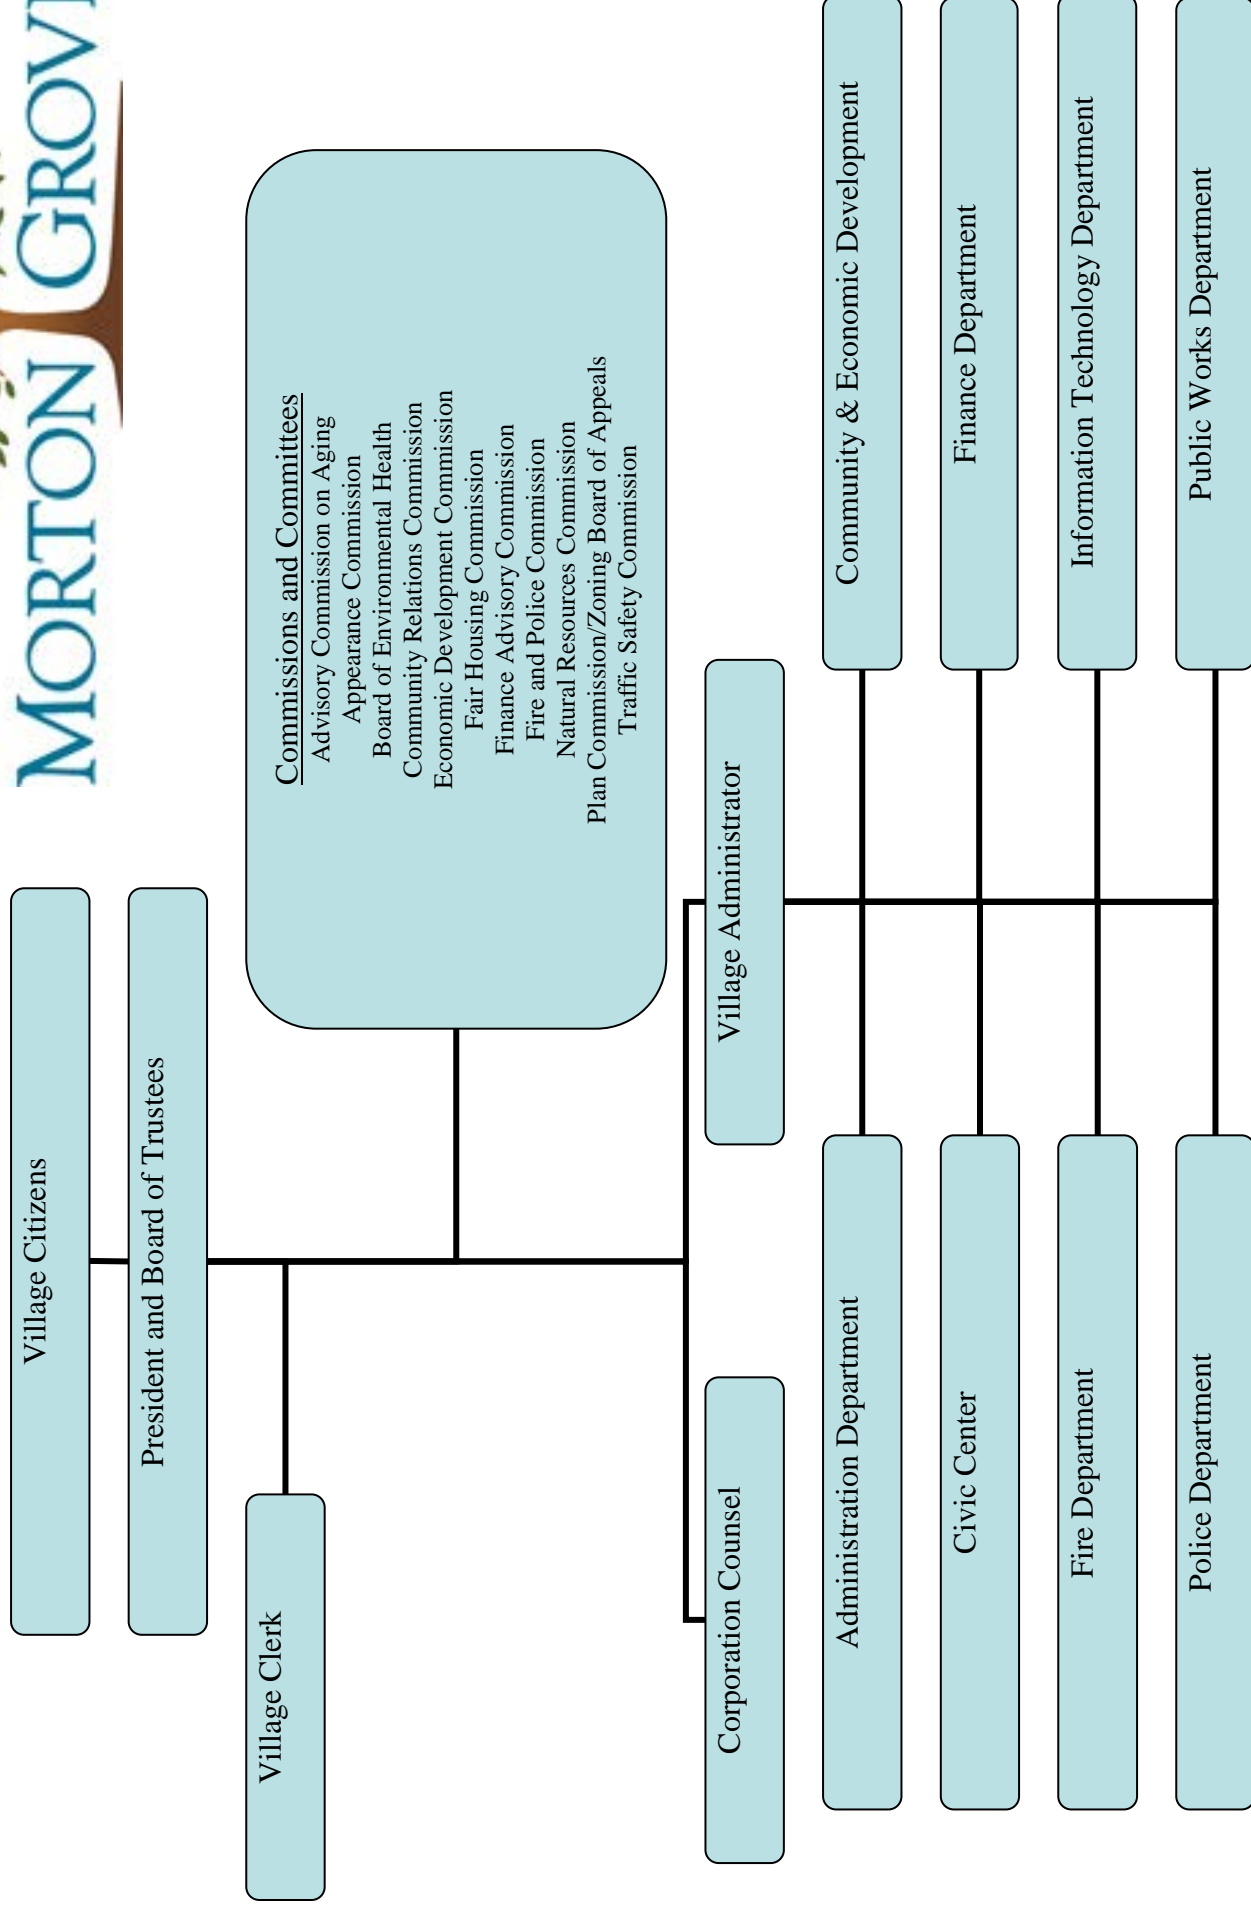 MORTON GROV
Village Citizens
President and Board of Trustees
Village Clerk
Commissions and Committees
Advisory Commission on Aging
Appearance Commission
Board of Environmental Health
Community Relations Commission
Economic Development Commission
Fair Housing Commission
Finance Advisory Commission
Fire and Police Commission
Natural Resources Commission
Plan Commission/Zoning Board of Appeals
Traffic Safety Commission
Corporation Counsel
Village Administrator
Administration Department
Community & Economic Development
Civic Center
Finance Department
Fire Department
Information Technology Department
Police Department
Public Works Department